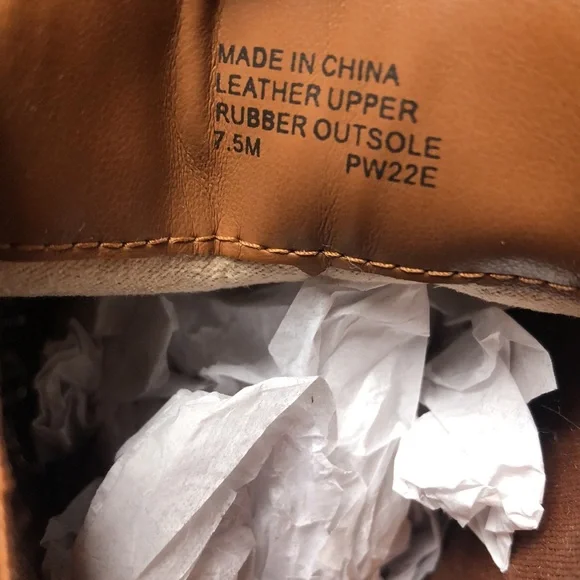 MADE IN CHINA
LEATHER UPPER
RUBBER OUTSOLE
7.5M PW22E